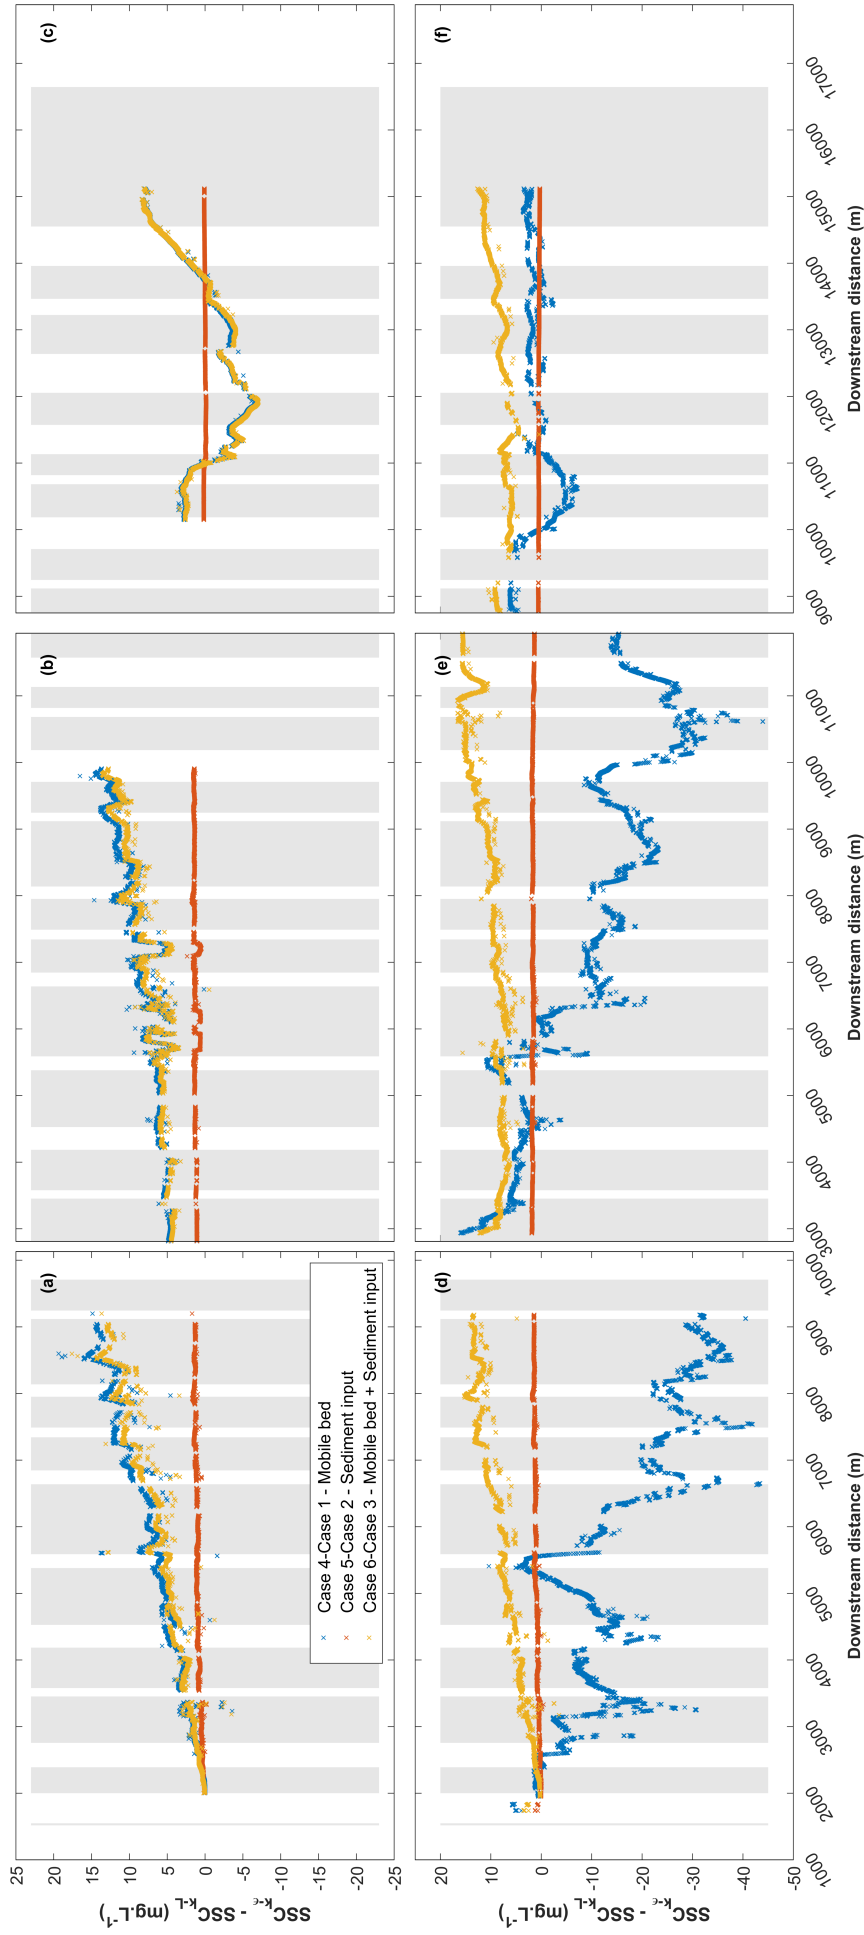 (a)
(b)
(c)
25
20
15
10
5
0
-5
-10
-15
-20
-25
SSCk-ϵ - SSCk-L (mg.L-1)
Case 4-Case 1 - Mobile bed
Case 5-Case 2 - Sediment input
Case 6-Case 3 - Mobile bed + Sediment input
(d)
(e)
(f)
20
10
0
-10
-20
-30
-40
-50
SSCk-ϵ - SSCk-L (mg.L-1)
1000 2000 3000 4000 5000 6000 7000 8000 9000 10000
3000 4000 5000 6000 7000 8000 9000 10000 11000
9000 10000 11000 12000 13000 14000 15000 16000 17000
Downstream distance (m)
Downstream distance (m)
Downstream distance (m)